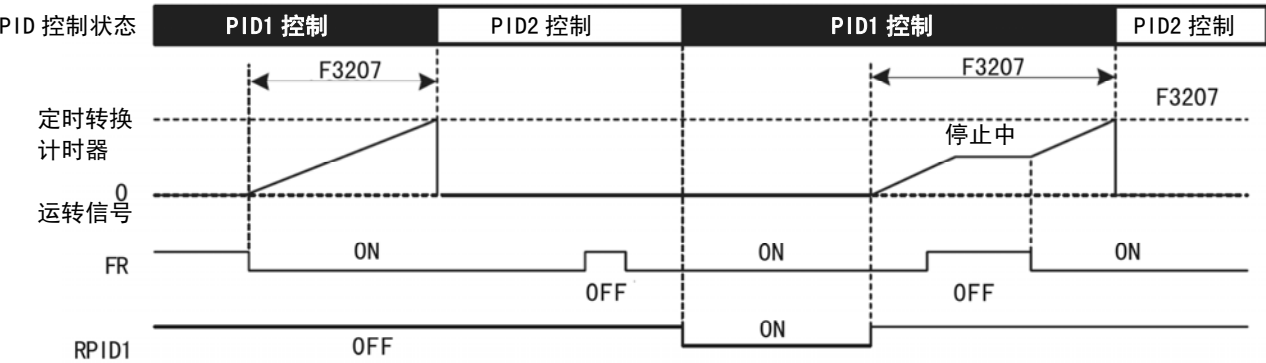 PID 控制状态 PID1 控制 PID2 控制 PID1 控制 PID2 控制
F3207 F3207
F3207
定时转换
计时器
停止中
0
运转信号
FR ON ON ON
OFF OFF
ON
RPID1 OFF